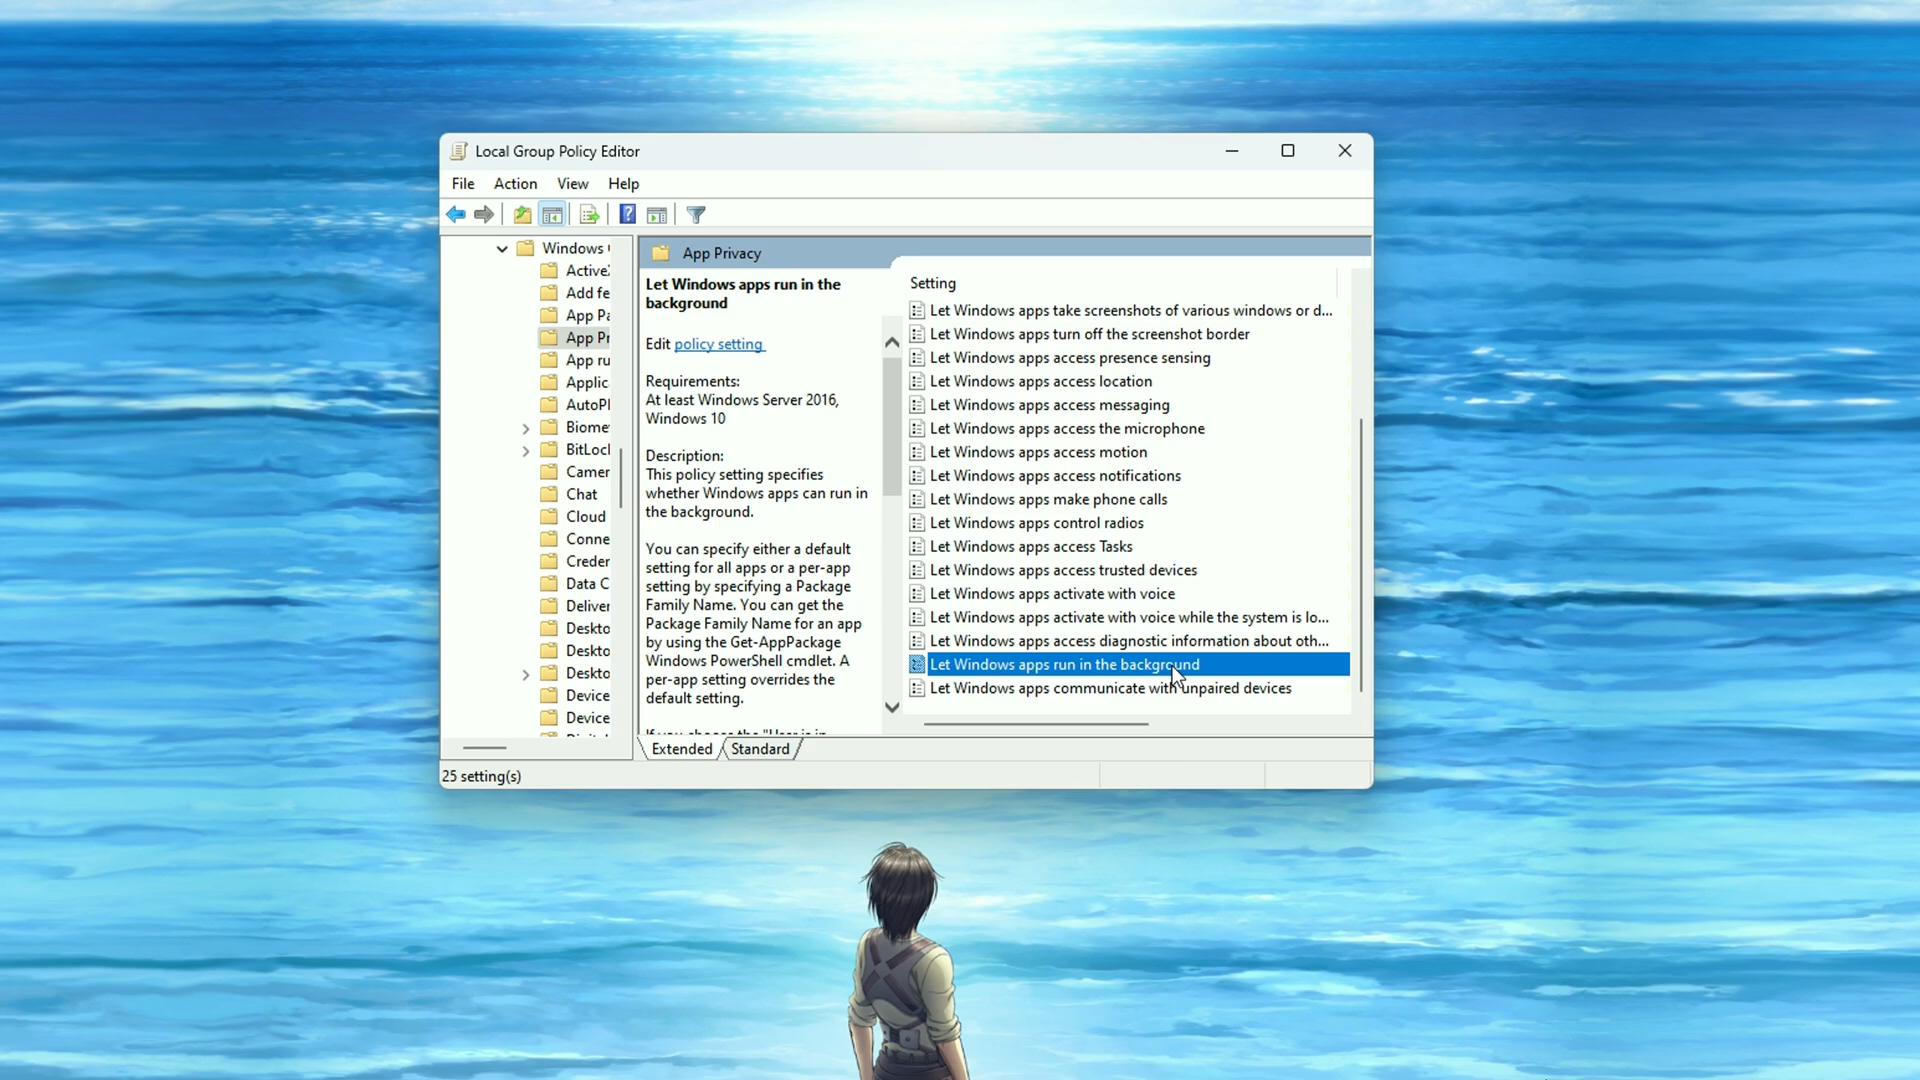 Local Group Policy Editor
File Action View Help
Windows
ActiveX
Add fe
App Pa
App Pr
App ru
Applic
AutoPl
Biome
BitLoc
Camer
Chat
Cloud
Conne
Creder
Data C
Deliver
Deskto
Deskto
Deskto
Device
Device
App Privacy
Let Windows apps run in the
background
Edit policy setting
Requirements:
At least Windows Server 2016,
Windows 10
Description:
This policy setting specifies
whether Windows apps can run in
the background.
You can specify either a default
setting for all apps or a per-app
setting by specifying a Package
Family Name. You can get the
Package Family Name for an app
by using the Get-AppPackage
Windows PowerShell cmdlet. A
per-app setting overrides the
default setting.
Setting
Let Windows apps take screenshots of various windows or d...
Let Windows apps turn off the screenshot border
Let Windows apps access presence sensing
Let Windows apps access location
Let Windows apps access messaging
Let Windows apps access the microphone
Let Windows apps access motion
Let Windows apps access notifications
Let Windows apps make phone calls
Let Windows apps control radios
Let Windows apps access Tasks
Let Windows apps access trusted devices
Let Windows apps activate with voice
Let Windows apps activate with voice while the system is lo...
Let Windows apps access diagnostic information about oth...
Let Windows apps run in the background
Let Windows apps communicate with unpaired devices
Extended Standard
25 setting(s)